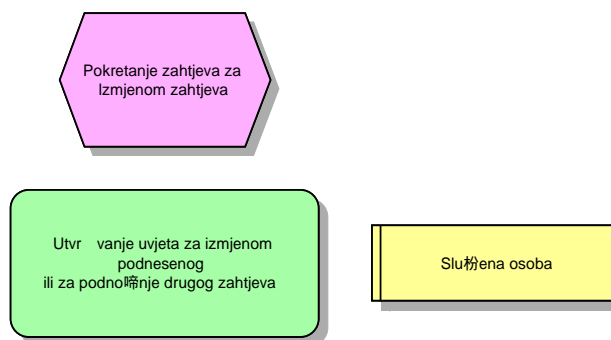 Pokretanje zahtjeva za
Izmjenom zahtjeva
Utvr vanje uvjeta za izmjenom
podnesenog
ili za podno啼nje drugog zahtjeva
Slu枌ena osoba